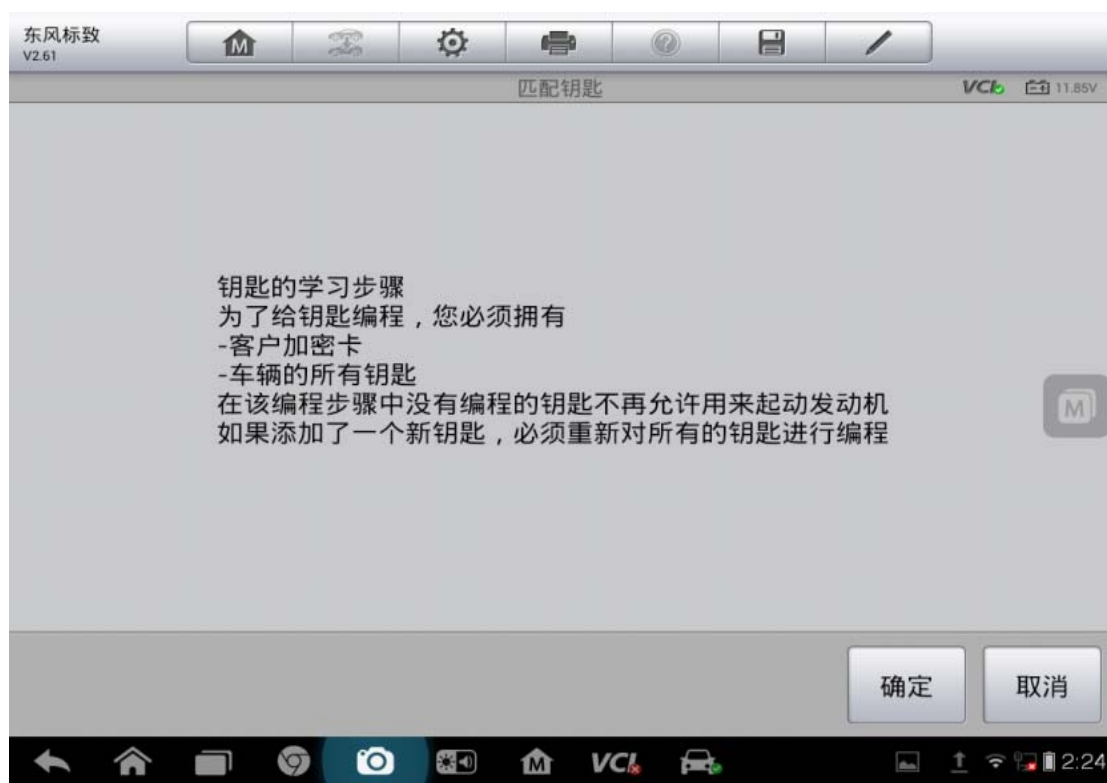 东风标致
V2.61
M
匹配钥匙
VCI 11.85V
钥匙的学习步骤
为了给钥匙编程，您必须拥有
-客户加密卡
-车辆的所有钥匙
在该编程步骤中没有编程的钥匙不再允许用来起动发动机
如果添加了一个新钥匙，必须重新对所有的钥匙进行编程
M
确定
取消
M
VCI
2:24